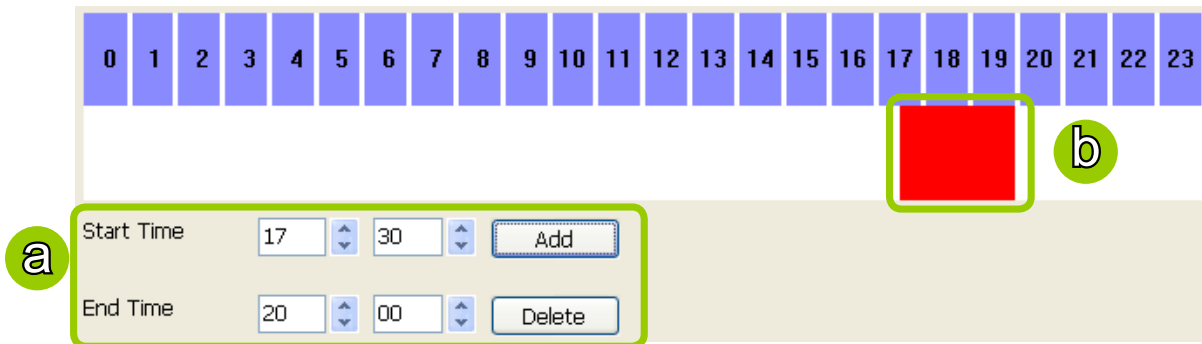 0 1 2 3 4 5 6 7 8 9 10 11 12 13 14 15 16 17 18 19 20 21 22 23
b
a
Start Time 17 30 Add
End Time 20 00 Delete